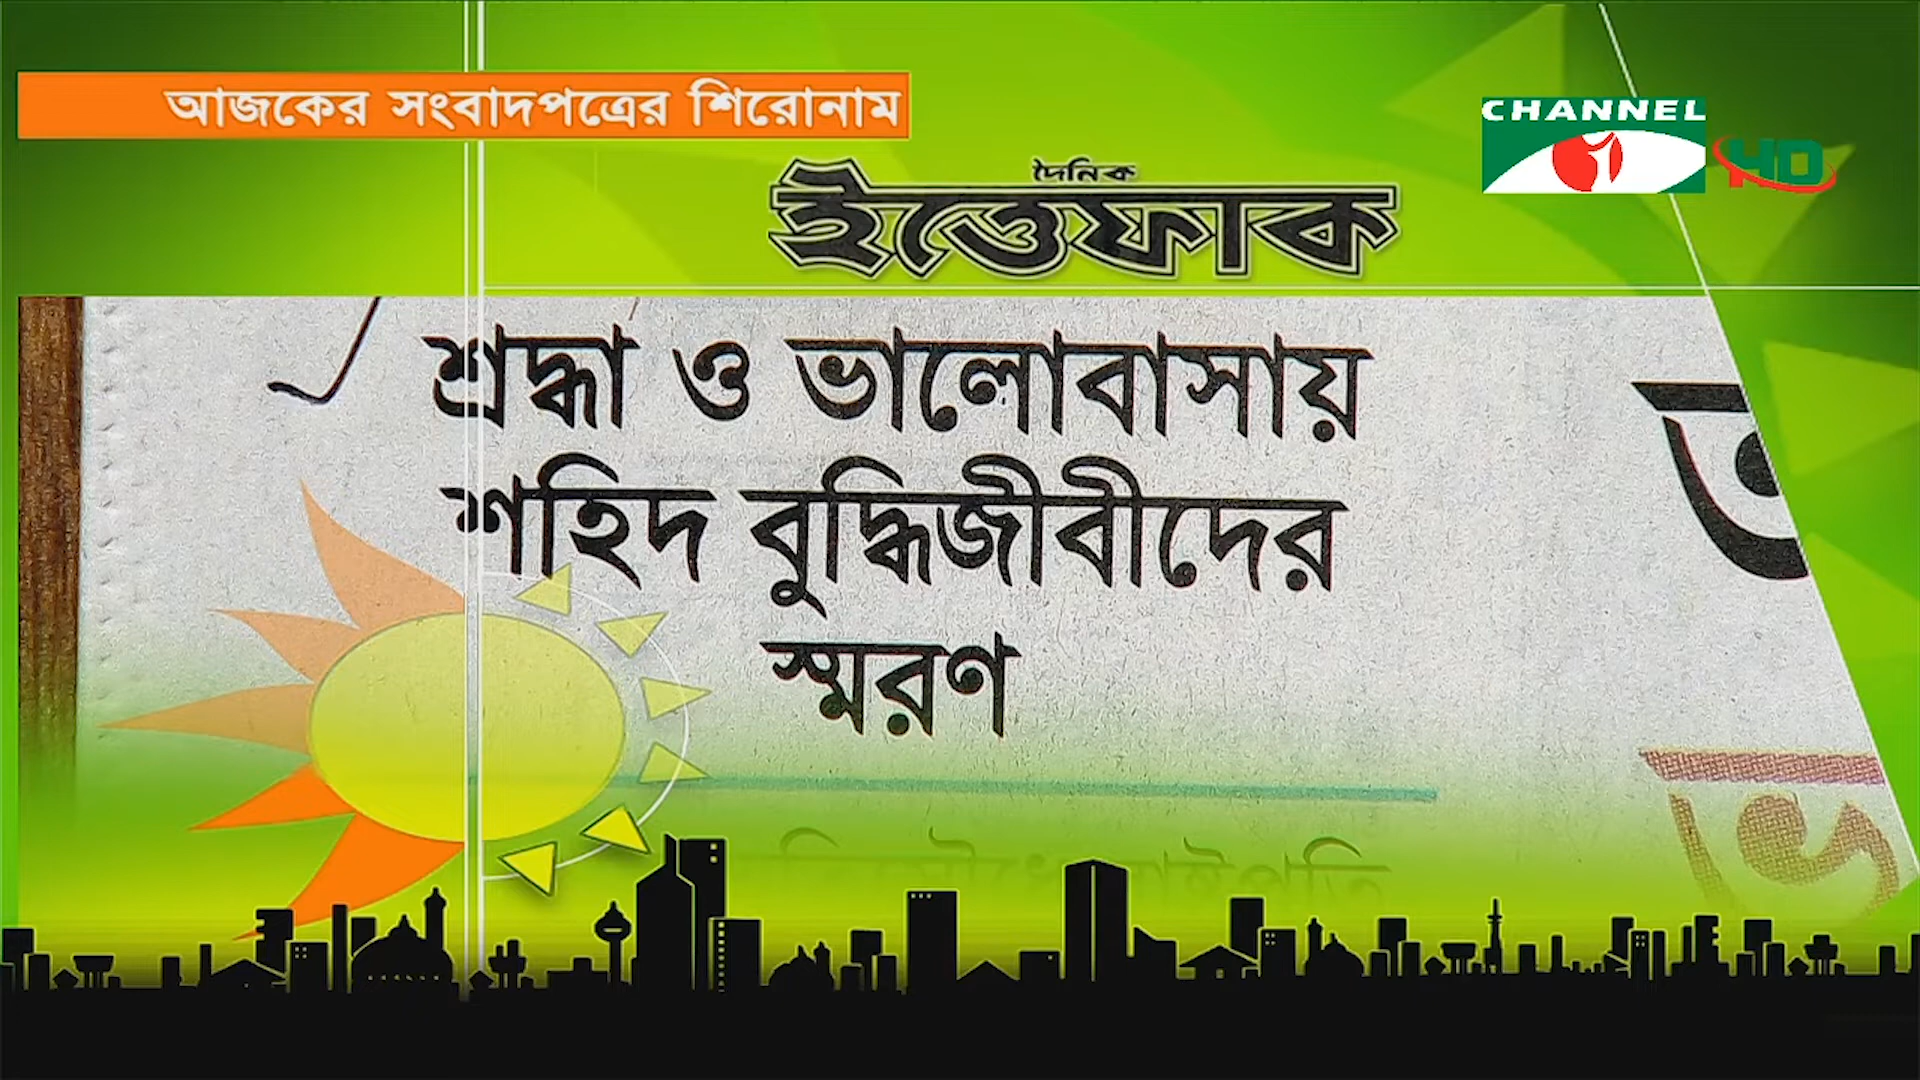 আজকের সংবাদপত্রের শিরোনাম
CHANNEL
i HD
দৈনিক
ইত্তেফাক
শ্রদ্ধা ও ভালোবাসায়
শহিদ বুদ্ধিজীবীদের
স্মরণ